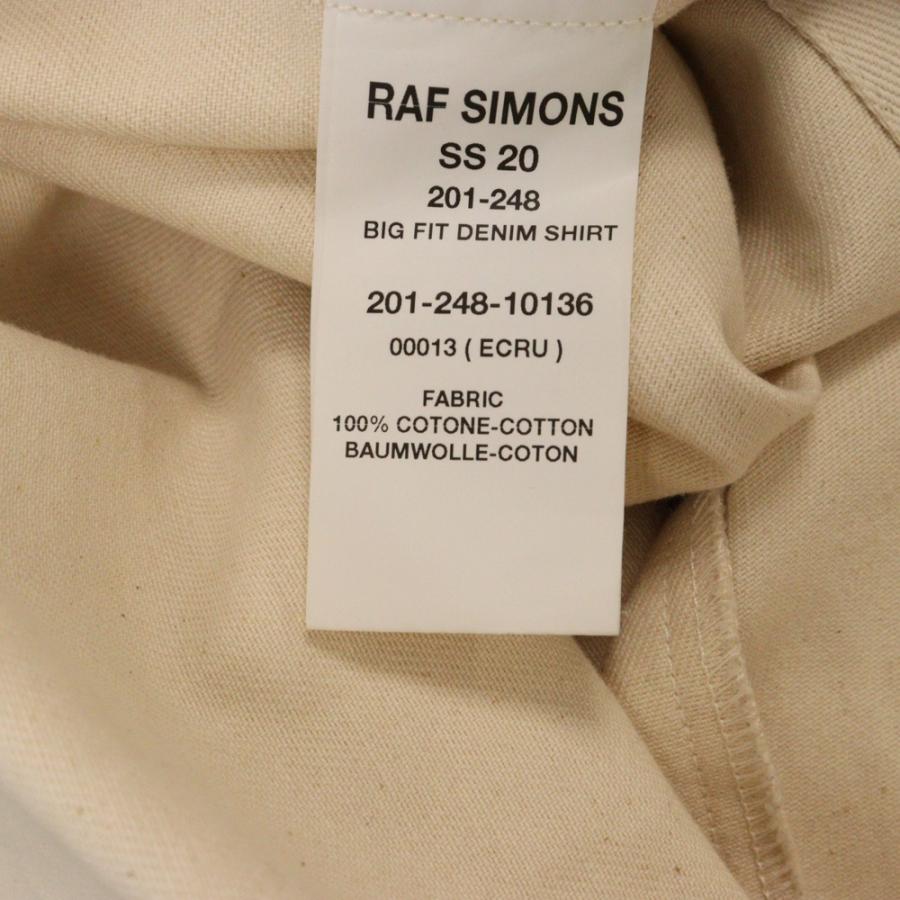 RAF SIMONS
SS 20
201-248
BIG FIT DENIM SHIRT
201-248-10136
00013 ( ECRU )
FABRIC
100% COTONE-COTTON
BAUMWOLLE-COTON